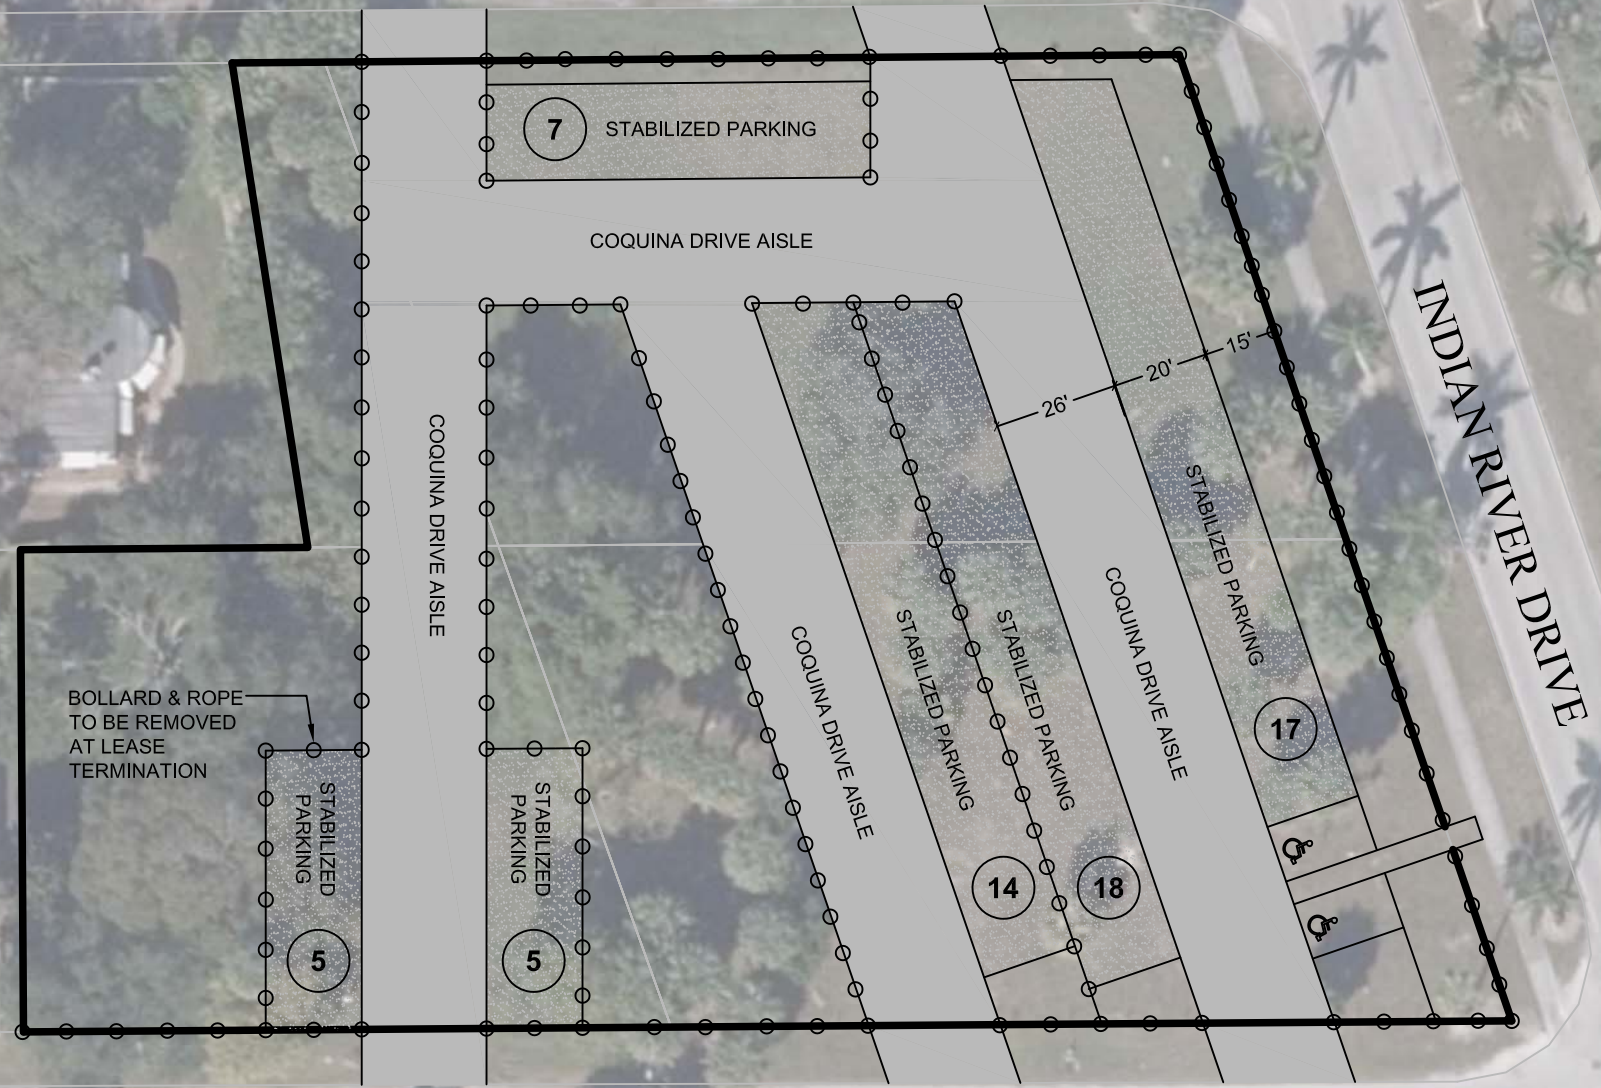 7 STABILIZED PARKING
COQUINA DRIVE AISLE
INDIAN RIVER DRIVE
26'
20'
15'
COQUINA DRIVE AISLE
STABILIZED PARKING
COQUINA DRIVE AISLE
STABILIZED PARKING
STABILIZED PARKING
COQUINA DRIVE AISLE
BOLLARD & ROPE
TO BE REMOVED
AT LEASE
TERMINATION
17
STABILIZED
PARKING
STABILIZED
PARKING
14
18
5
5